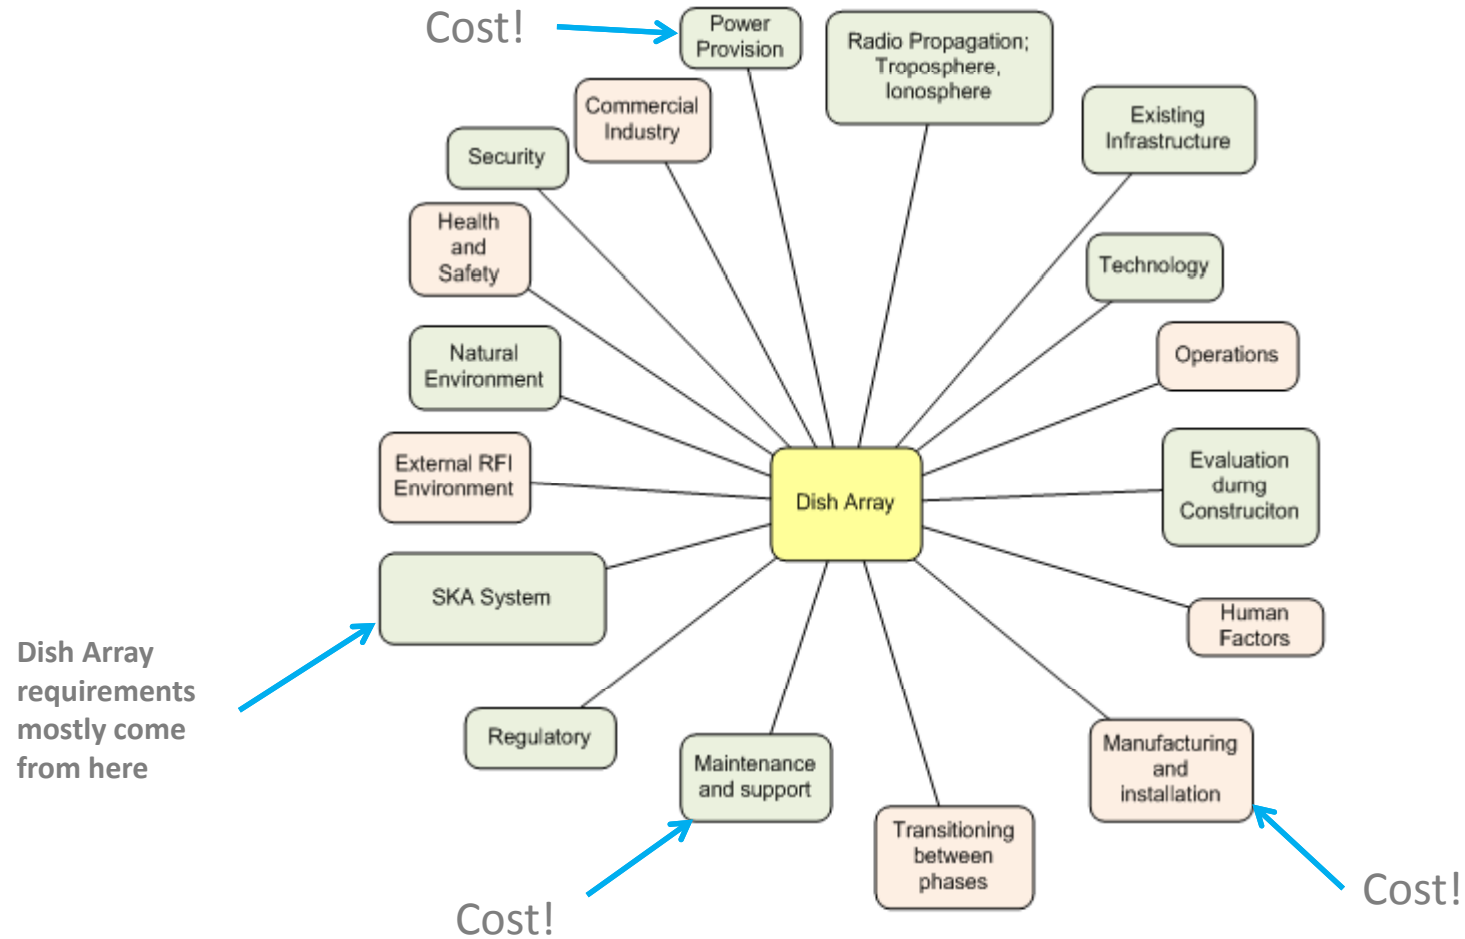 Cost!
Power
Provision
Radio Propagation;
Troposphere,
Ionosphere
Commercial
Industry
Existing
Infrastructure
Security
Health
and
Safety
Technology
Natural
Environment
Operations
External RFI
Environment
Dish Array
Evaluation
durng
Construciton
SKA System
Human
Factors
Dish Array
requirements
mostly come
from here
Regulatory
Maintenance
and support
Manufacturing
and
installation
Transitioning
between
phases
Cost!
Cost!